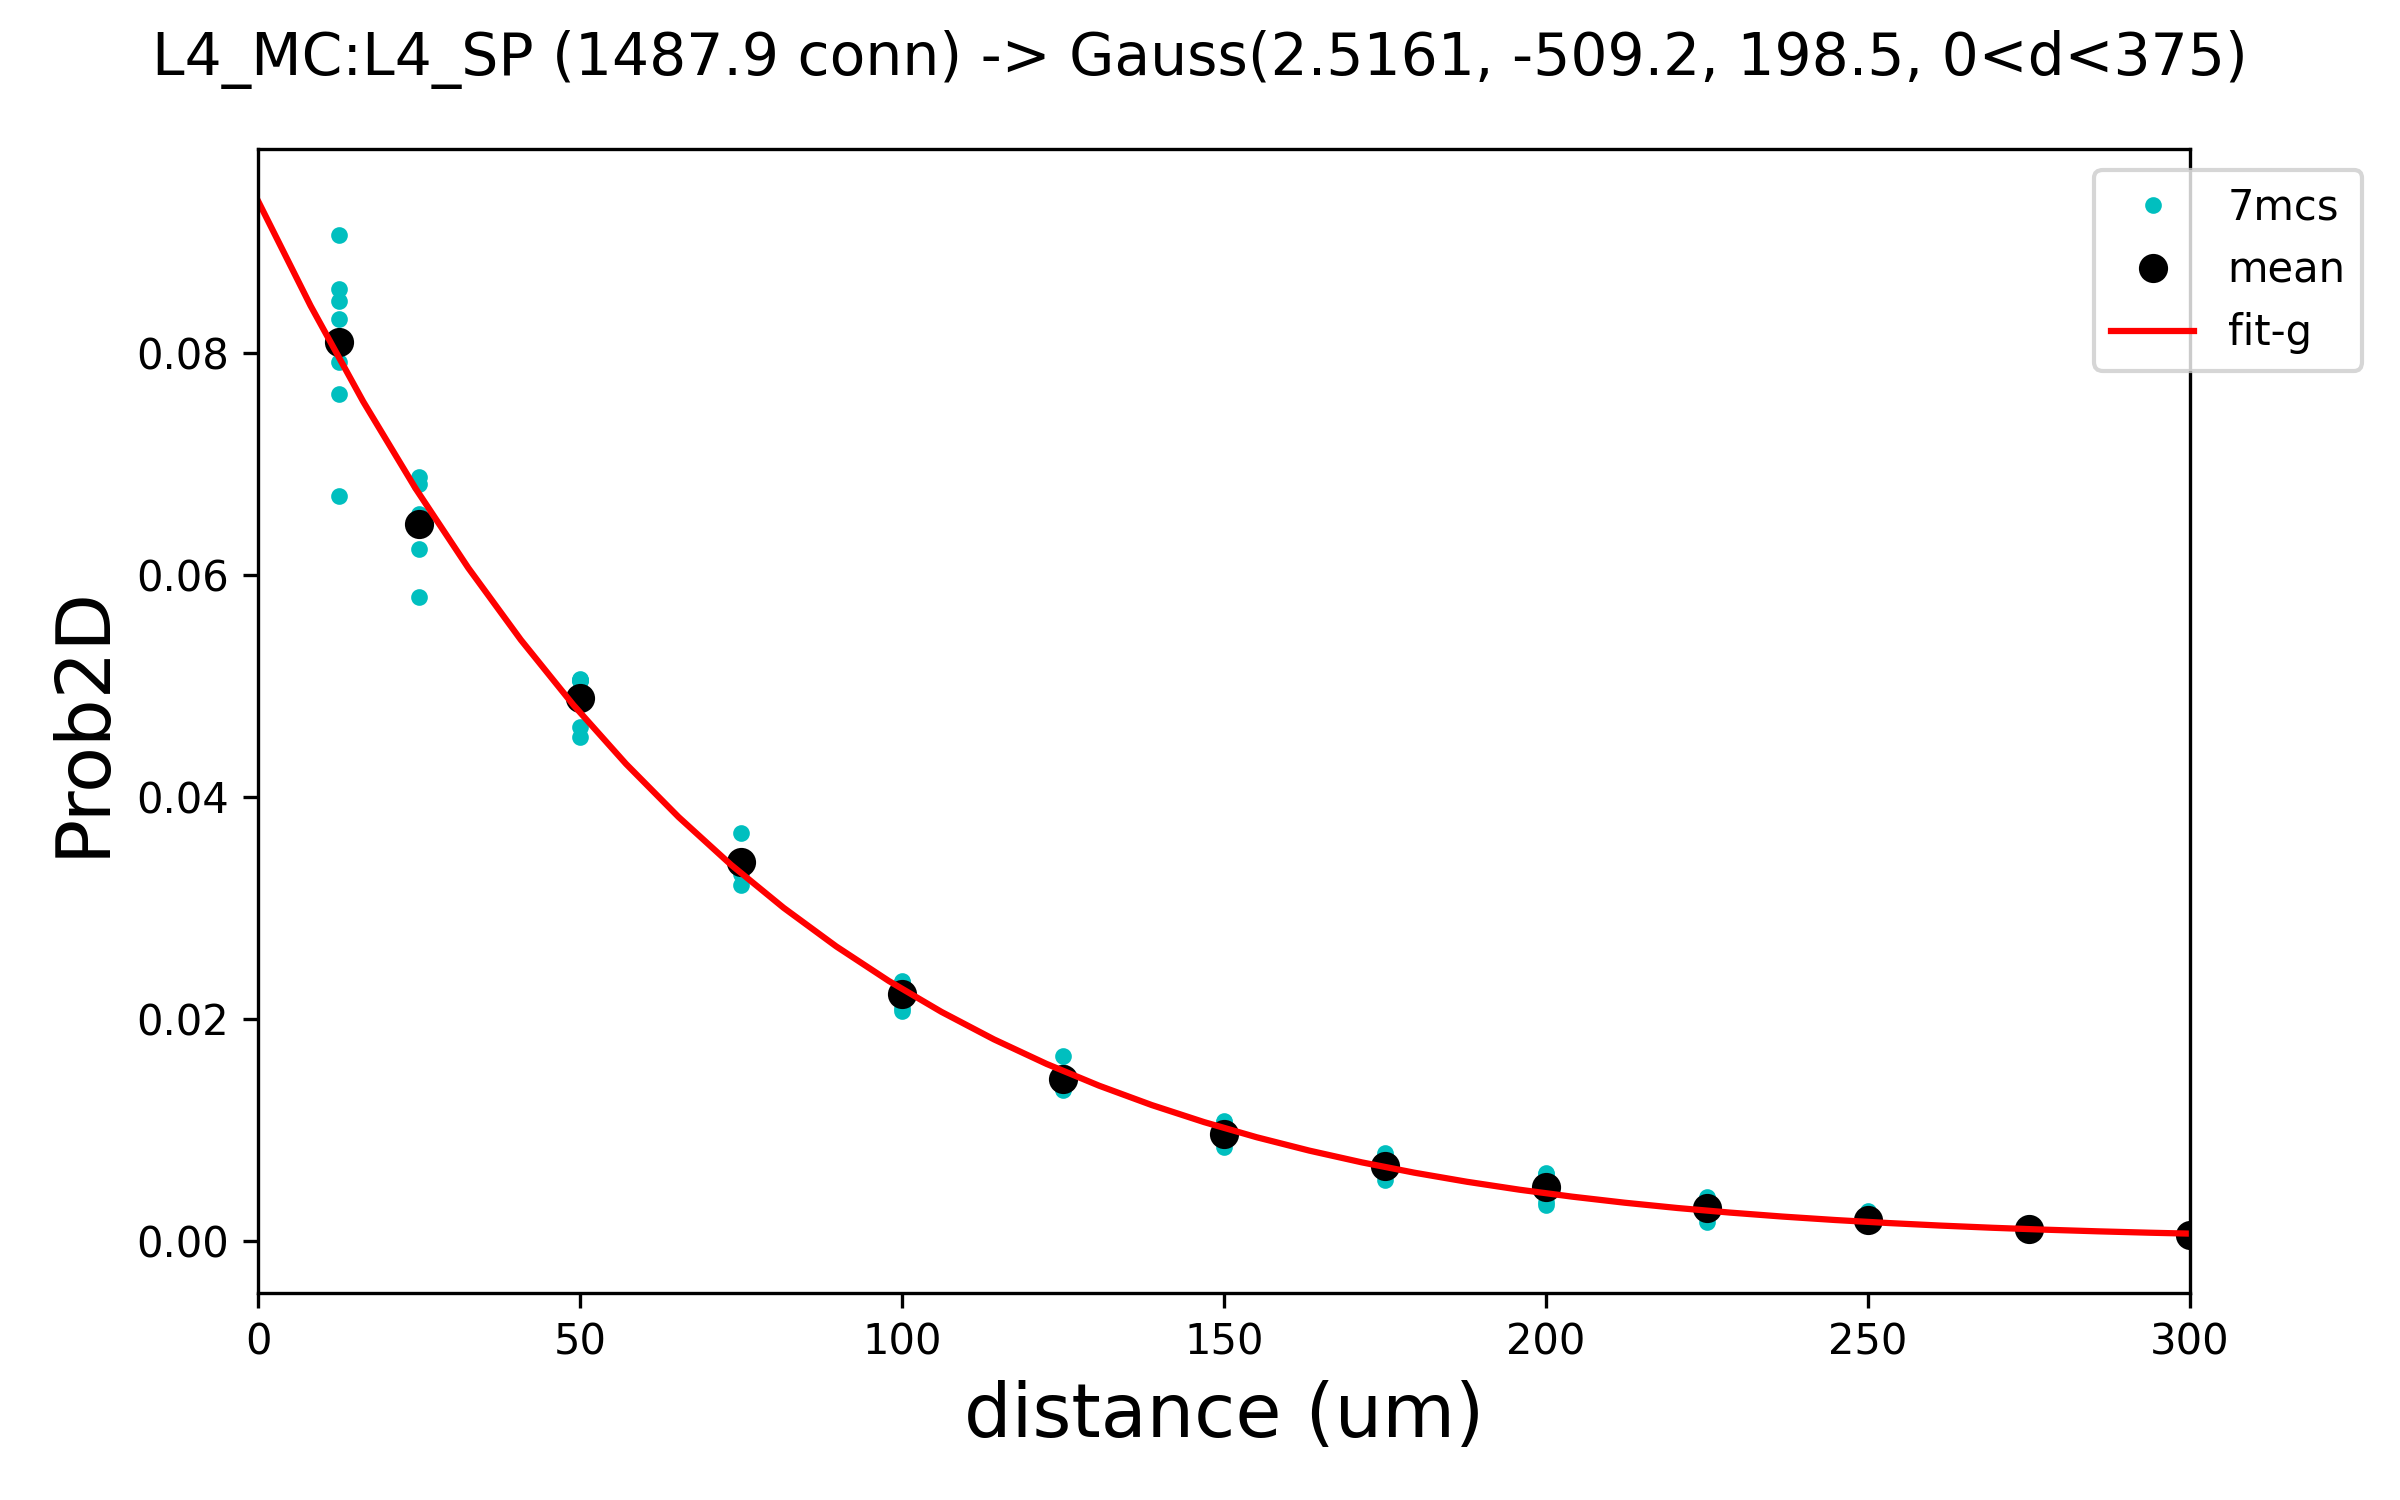 L4_MC:L4_SP (1487.9 conn) -> Gauss(2.5161, -509.2, 198.5, 0<d<375)
7mcs
mean
fit-g
0.08
0.06
0.04
0.02
0.00
Prob2D
0 50 100 150 200 250 300
distance (um)